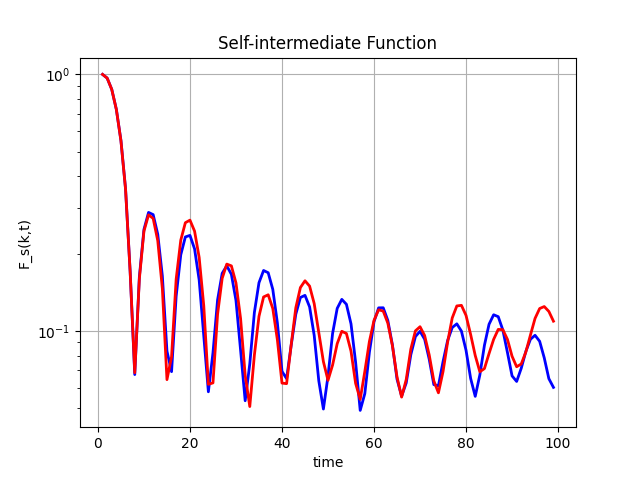 Self-intermediate Function
F_s(k,t)
10⁰
10⁻¹
0 20 40 60 80 100
time